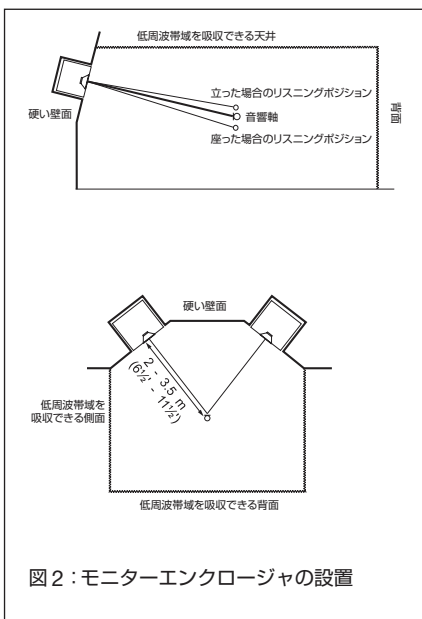 低周波帯域を吸収できる天井
立った場合のリスニングポジション
硬い壁面
音響軸
背面
座った場合のリスニングポジション
硬い壁面
2 - 3.5 m
(6½' - 11½')
低周波帯域を
吸収できる側面
低周波帯域を吸収できる背面
図2：モニターエンクロージャの設置